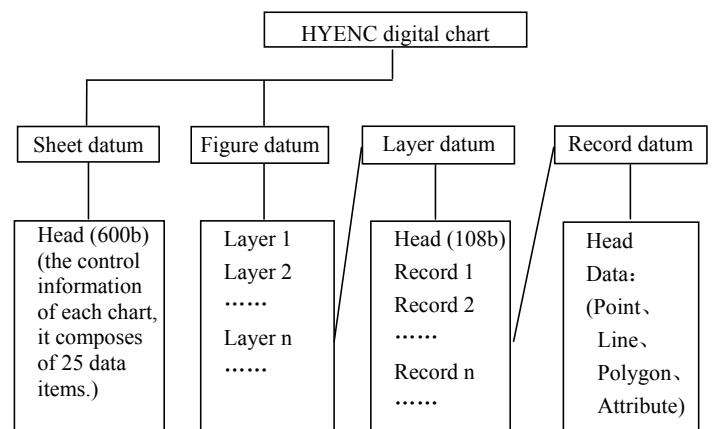 HYENC digital chart
Sheet datum
Figure datum
Layer datum
Record datum
Head (600b)
(the control
information
of each chart,
it composes
of 25 data
items.)
Layer 1
Layer 2
……
Layer n
……
Head (108b)
Record 1
Record 2
……
Record n
……
Head
Data：
(Point、
Line、
Polygon、
Attribute)